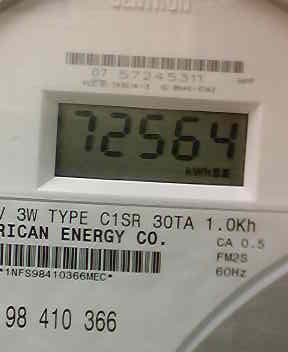 07 57245311
72564
kWh
V 3W TYPE C1SR 30TA 1.0Kh
RICAN ENERGY CO.
CA 0.5
FM2S
60Hz
*1NFS98410366MEC*
98 410 366